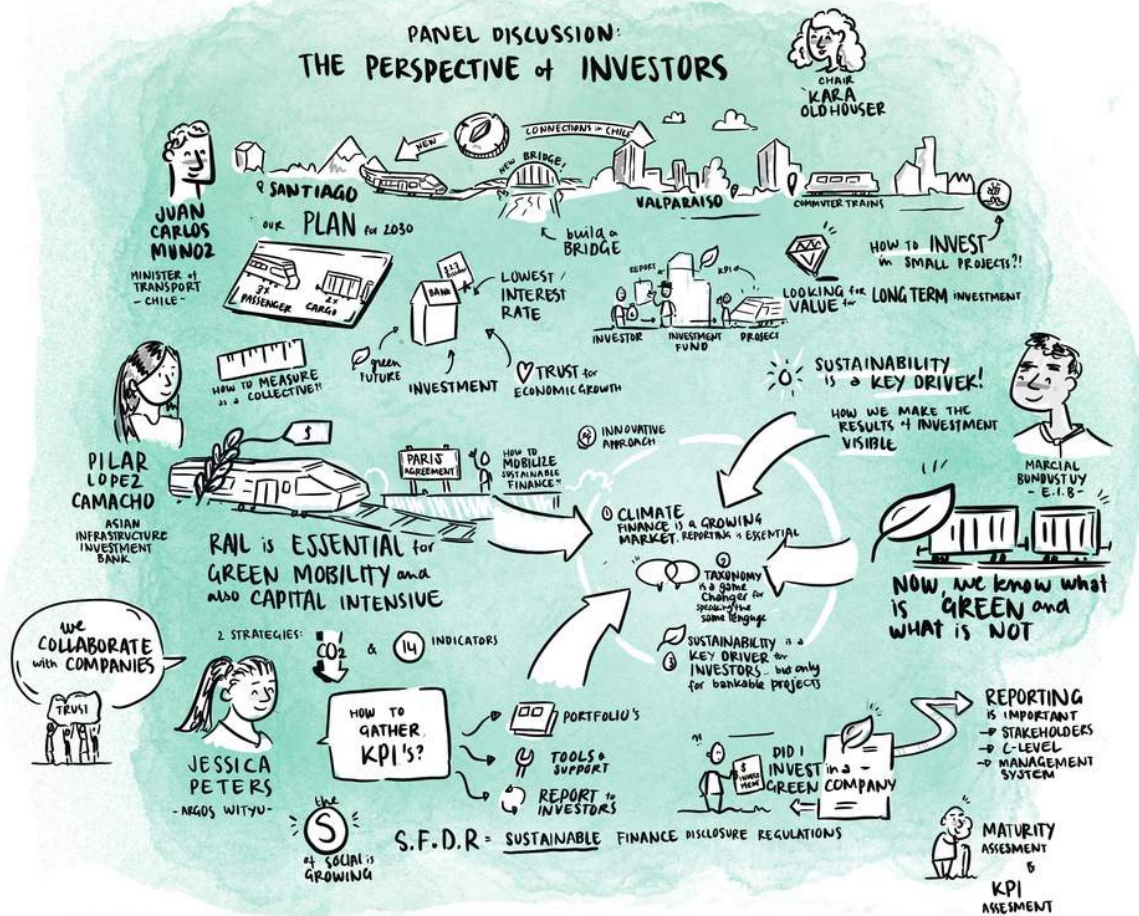 PANEL DISCUSSION:
THE PERSPECTIVE of INVESTORS
CHAIR
KARA
OLDHOUSER
JUAN
CARLOS
MUNOZ
MINISTER of
TRANSPORT
- CHILE -
NEW
CONNECTIONS in CHILE
NEW BRIDGE!
SANTIAGO
VALPARAISO
COMMUTER TRAINS
OUR PLAN for 2030
build a
BRIDGE
3x
PASSENGER
2x
CARGO
BANK
LOWEST
INTEREST
RATE
green
FUTURE
INVESTMENT
TRUST for
ECONOMIC GROWTH
REPORT
KPI
INVESTOR
INVESTMENT
FUND
PROJECT
HOW TO INVEST
in SMALL PROJECTS?!
LOOKING for
VALUE for LONG TERM INVESTMENT
HOW TO MEASURE
as a COLLECTIVE?!
PILAR
LOPEZ
CAMACHO
ASIAN
INFRASTRUCTURE
INVESTMENT
BANK
$
PARIS
AGREEMENT
HOW TO
MOBILIZE
SUSTAINABLE
FINANCE?
RAIL is ESSENTIAL for
GREEN MOBILITY and
also CAPITAL INTENSIVE
SUSTAINABILITY
is a KEY DRIVER!
HOW WE MAKE THE
RESULTS of INVESTMENT
VISIBLE
MARCIAL
BUNDUSTUY
- E.I.B -
NOW, we know what
is GREEN and
WHAT is NOT
4 INNOVATIVE
APPROACH
1 CLIMATE
FINANCE is a GROWING
MARKET. REPORTING is ESSENTIAL
2
TAXONOMY
is a game
changer for
speaking the
same lenguge
3 SUSTAINABILITY is a
KEY DRIVER for
INVESTORS... but only
for bankable projects
we
COLLABORATE
with COMPANIES
TRUST
JESSICA
PETERS
- ARGOS WITYU -
2 STRATEGIES:
CO2 & 14 INDICATORS
HOW TO
GATHER
KPI's?
PORTFOLIO'S
TOOLS &
SUPPORT
REPORT to
INVESTORS
the
S
of SOCIAL is
GROWING
S.F.D.R = SUSTAINABLE FINANCE DISCLOSURE REGULATIONS
DID I
INVEST in a
GREEN COMPANY
$
INVEST
MENT
REPORTING
is IMPORTANT
STAKEHOLDERS
C-LEVEL
MANAGEMENT
SYSTEM
MATURITY
ASSESMENT
&
KPI
ASSESMENT